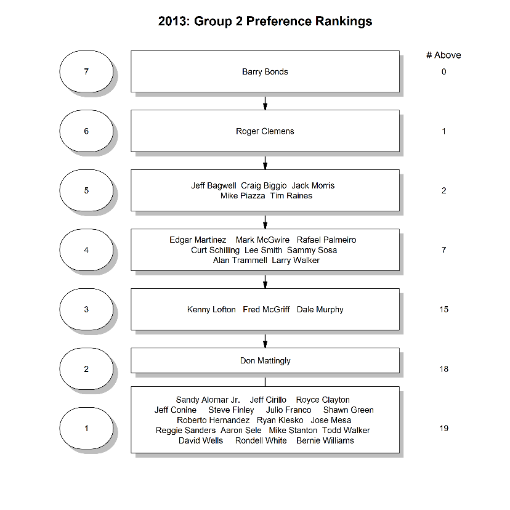 2013: Group 2 Preference Rankings
# Above
7 Barry Bonds 0
6 Roger Clemens 1
5 Jeff Bagwell Craig Biggio Jack Morris 2
Mike Piazza Tim Raines
Edgar Martinez Mark McGwire Rafael Palmeiro
4 Curt Schilling Lee Smith Sammy Sosa 7
Alan Trammell Larry Walker
3 Kenny Lofton Fred McGriff Dale Murphy 15
2 Don Mattingly 18
Sandy Alomar Jr. Jeff Cirillo Royce Clayton
Jeff Conine Steve Finley Julio Franco Shawn Green
Roberto Hernandez Ryan Klesko Jose Mesa
1 Reggie Sanders Aaron Sele Mike Stanton Todd Walker 19
David Wells Rondell White Bernie Williams